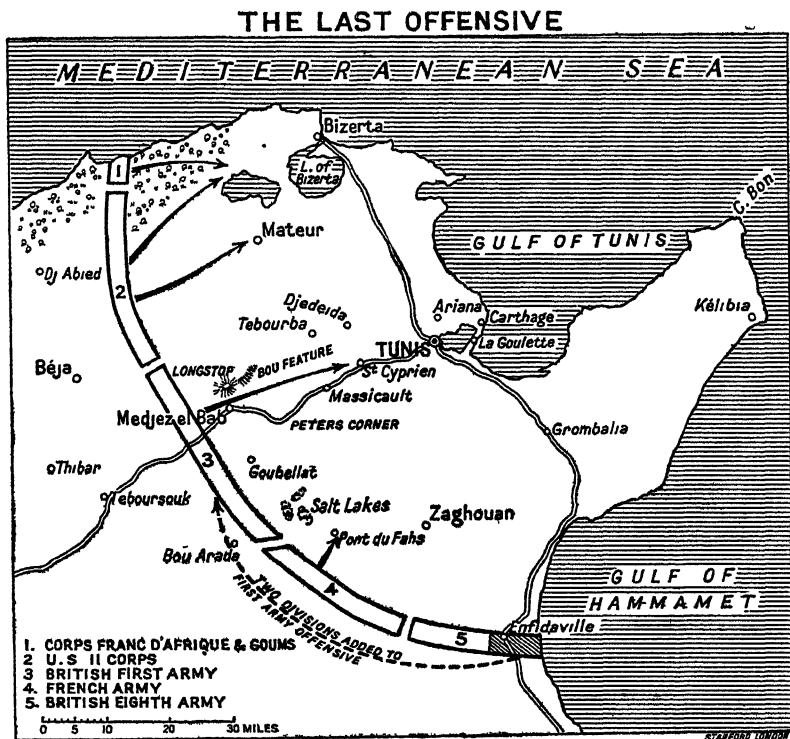 THE LAST OFFENSIVE
MEDITERRANEAN SEA
Bizerta
1
L. of
Bizerta
C. Bon
Mateur
GULF OF TUNIS
Dj Abied
2
Djedeida
Ariana
Carthage
Kélibia
Tebourba
TUNIS
La Goulette
Béja
LONGSTOP
BOU FEATURE
St Cyprien
Massicault
Medjez el Bab
PETERS CORNER
Grombalia
Thibar
3
Goubellat
Teboursouk
Salt Lakes
Zaghouan
Pont du Fahs
Bou Arada
GULF OF
HAMMAMET
4
TWO DIVISIONS ADDED TO
FIRST ARMY OFFENSIVE
5
Enfidaville
1. CORPS FRANC D'AFRIQUE & GOUMS
2 U.S II CORPS
3 BRITISH FIRST ARMY
4. FRENCH ARMY
5. BRITISH EIGHTH ARMY
0 5 10 20 30 MILES
STANFORD LONDON